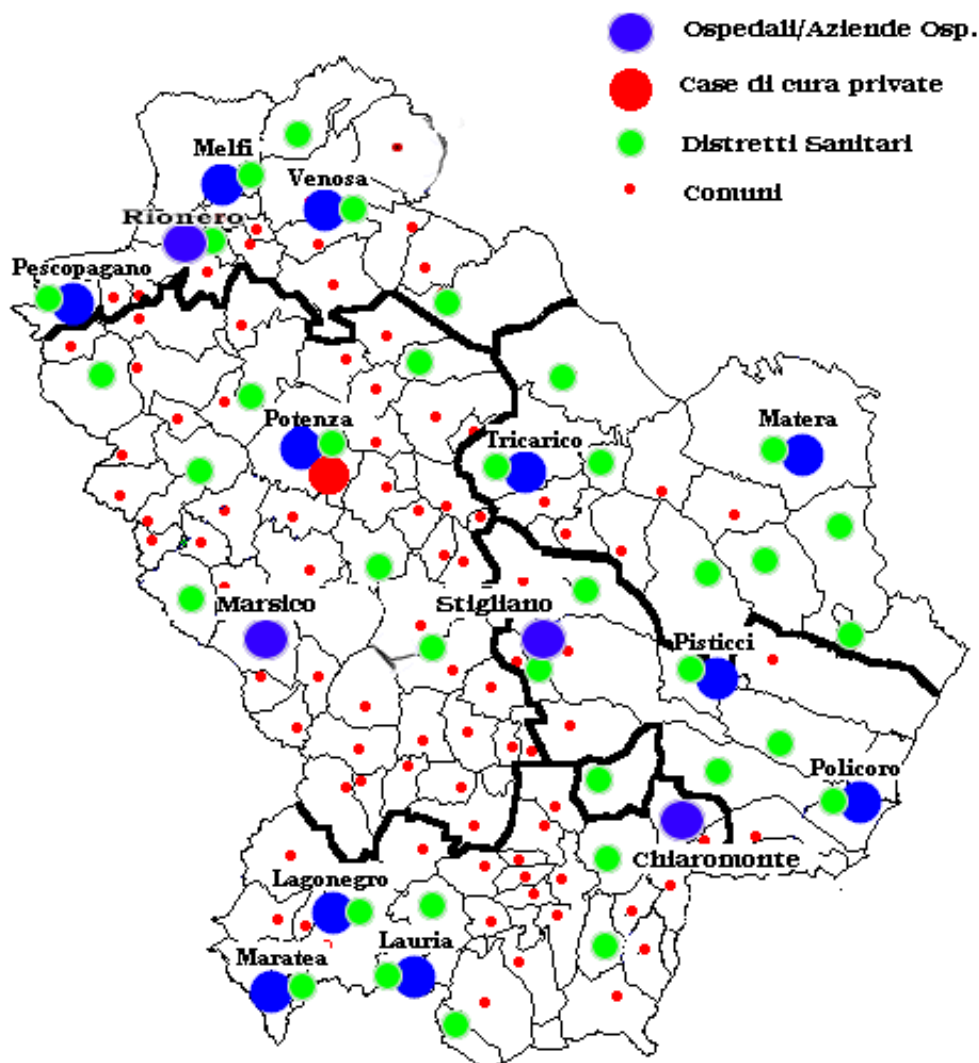 Ospedali/Aziende Osp.
Case di cura private
Distretti Sanitari
Comuni
Melfi
Venosa
Rionero
Pescopagano
Potenza
Tricarico
Matera
Marsico
Stigliano
Pisticci
Policoro
Chiaromonte
Lagonegro
Lauria
Maratea